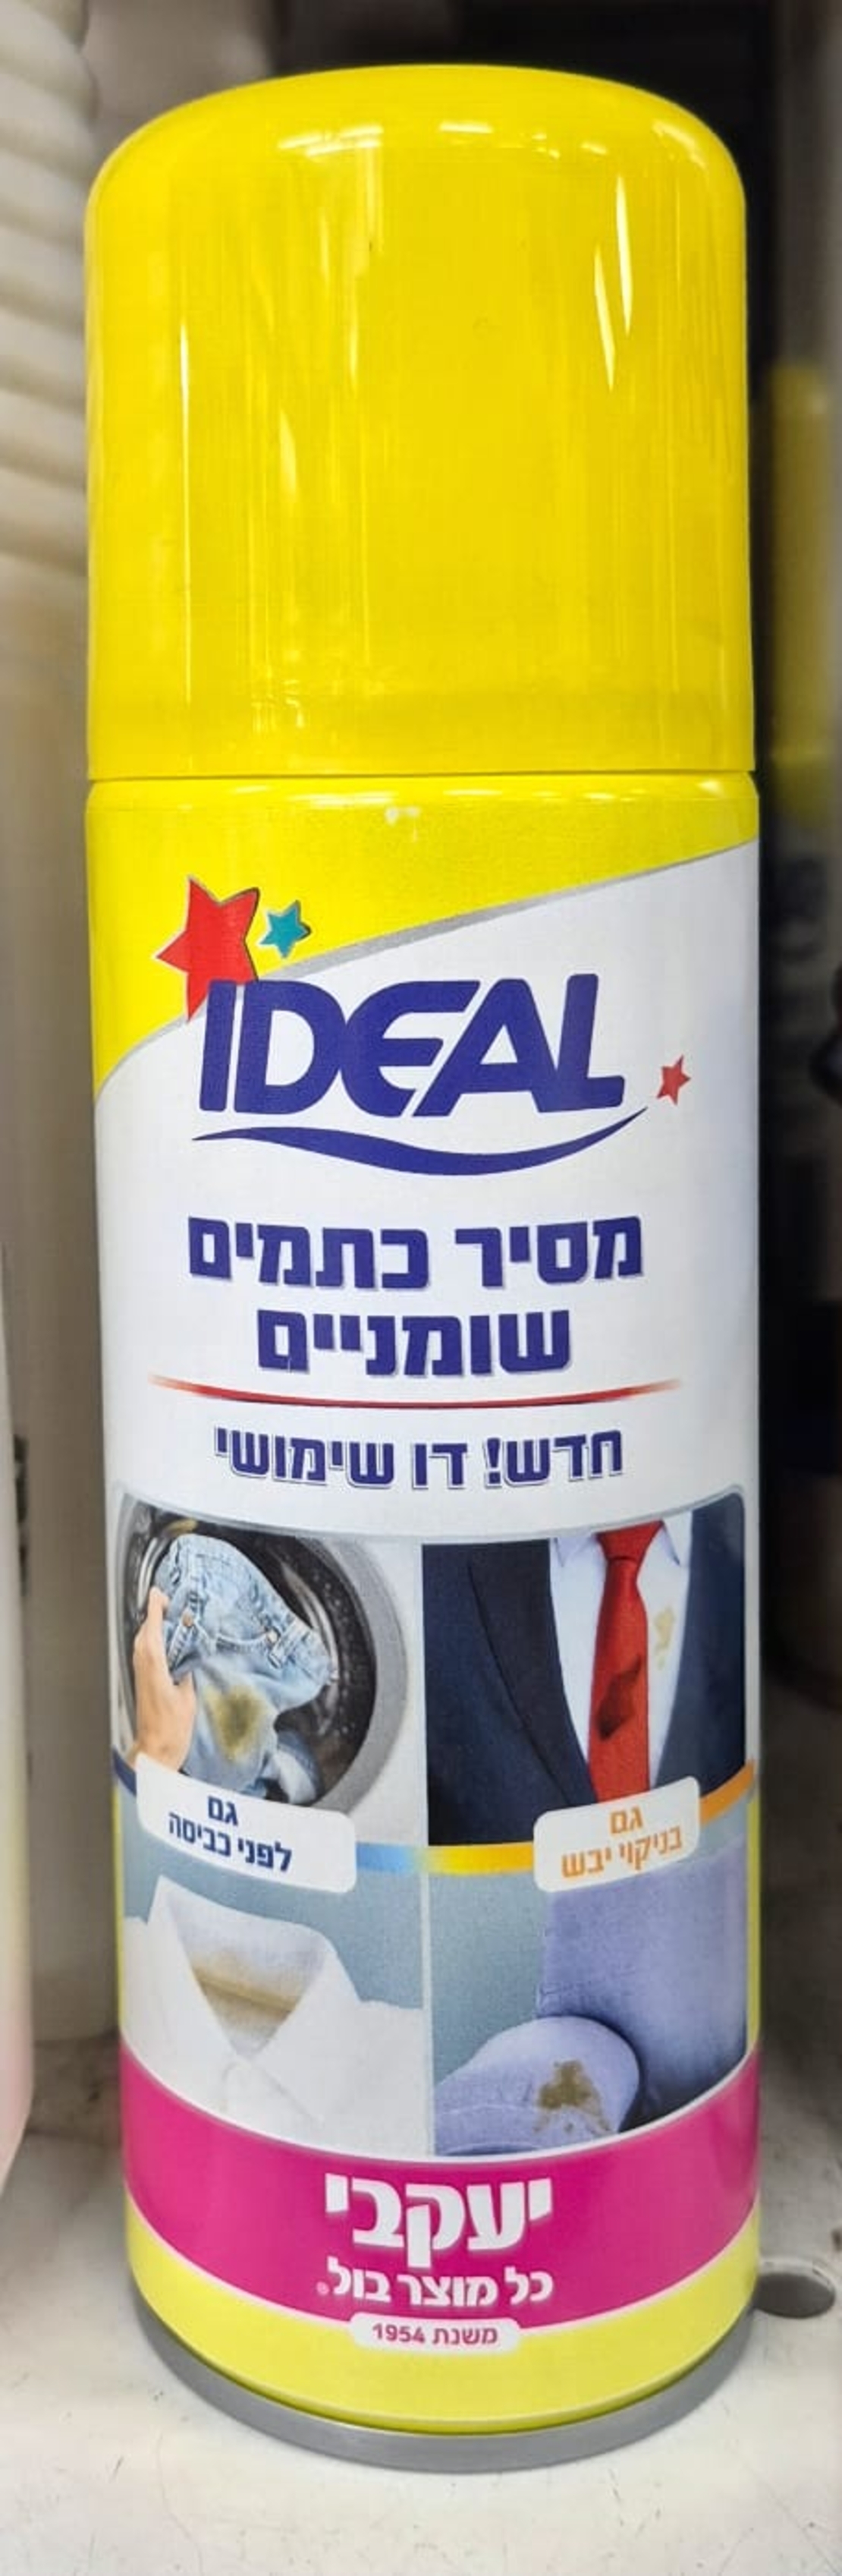 IDEAL
מסיר כתמים
שומניים
חדש! דו שימושי
גם
לפני כביסה
גם
בניקוי יבש
יעקבי
כל מוצר בול®
משנת 1954